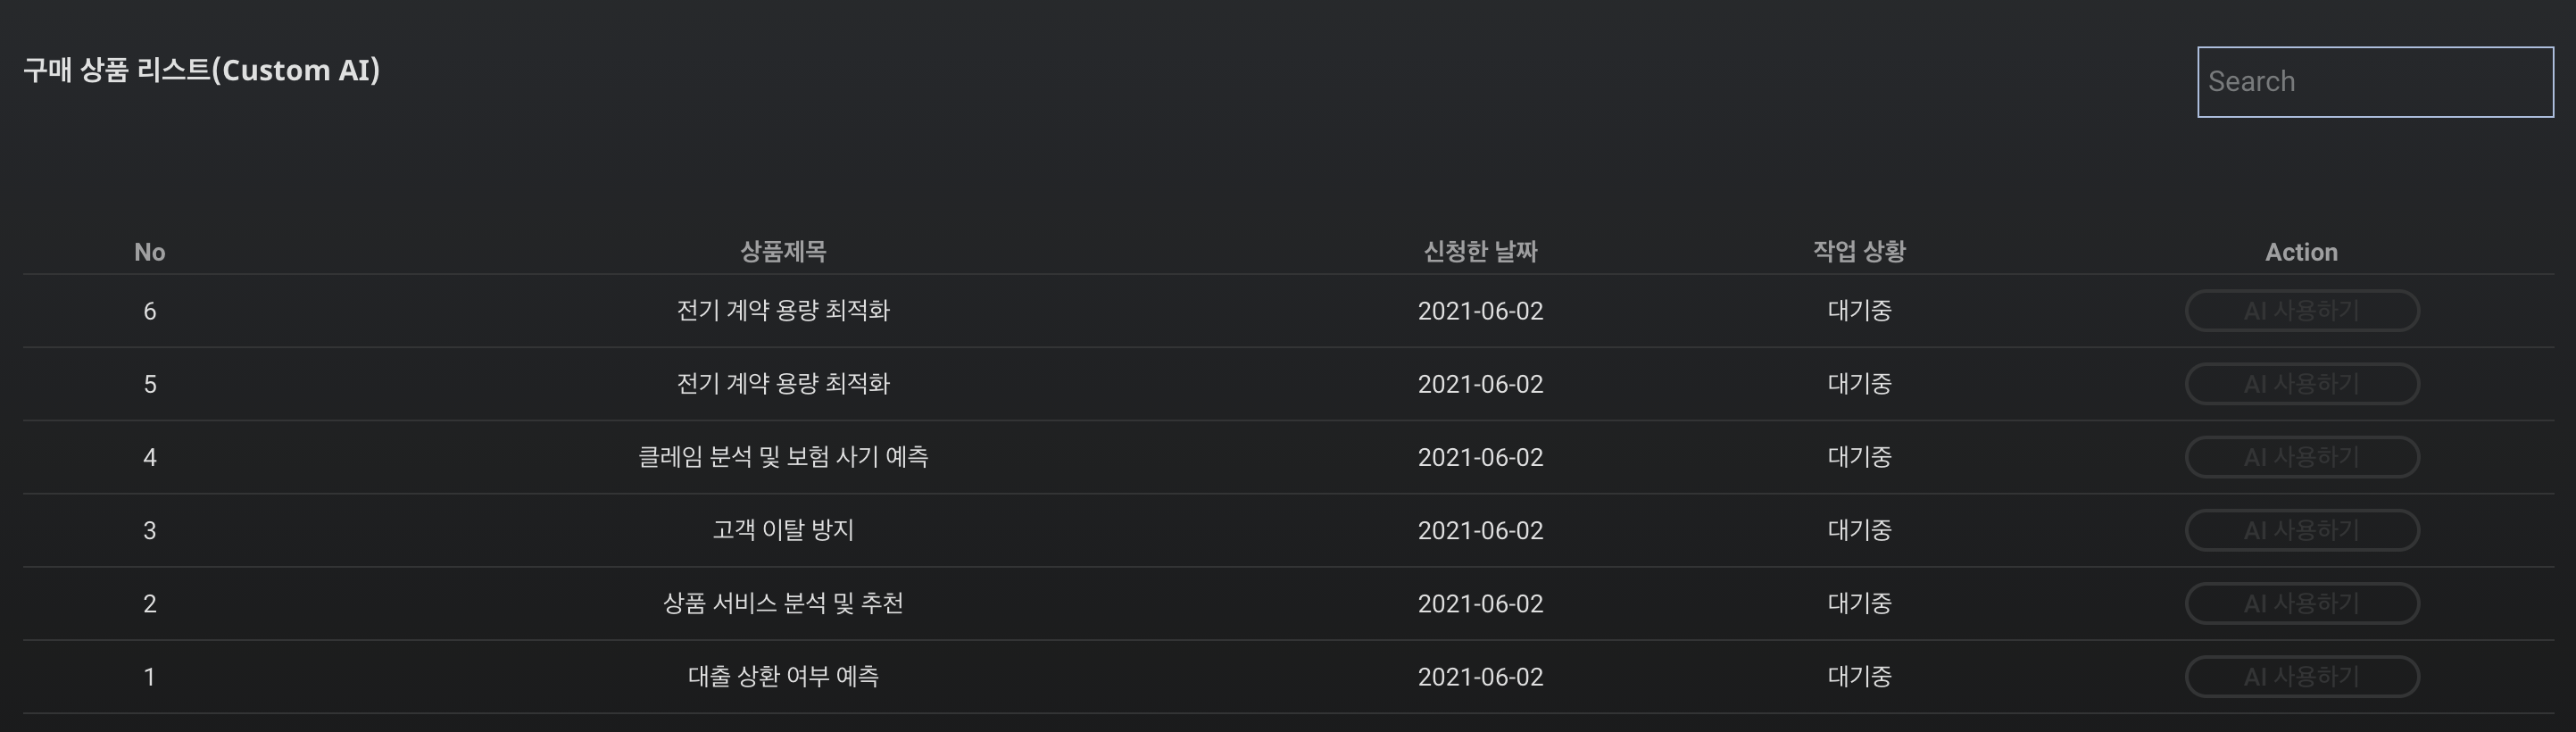 구매 상품 리스트(Custom AI)
Search
No 상품제목 신청한 날짜 작업 상황 Action
6 전기 계약 용량 최적화 2021-06-02 대기중 AI 사용하기
5 전기 계약 용량 최적화 2021-06-02 대기중 AI 사용하기
4 클레임 분석 및 보험 사기 예측 2021-06-02 대기중 AI 사용하기
3 고객 이탈 방지 2021-06-02 대기중 AI 사용하기
2 상품 서비스 분석 및 추천 2021-06-02 대기중 AI 사용하기
1 대출 상환 여부 예측 2021-06-02 대기중 AI 사용하기